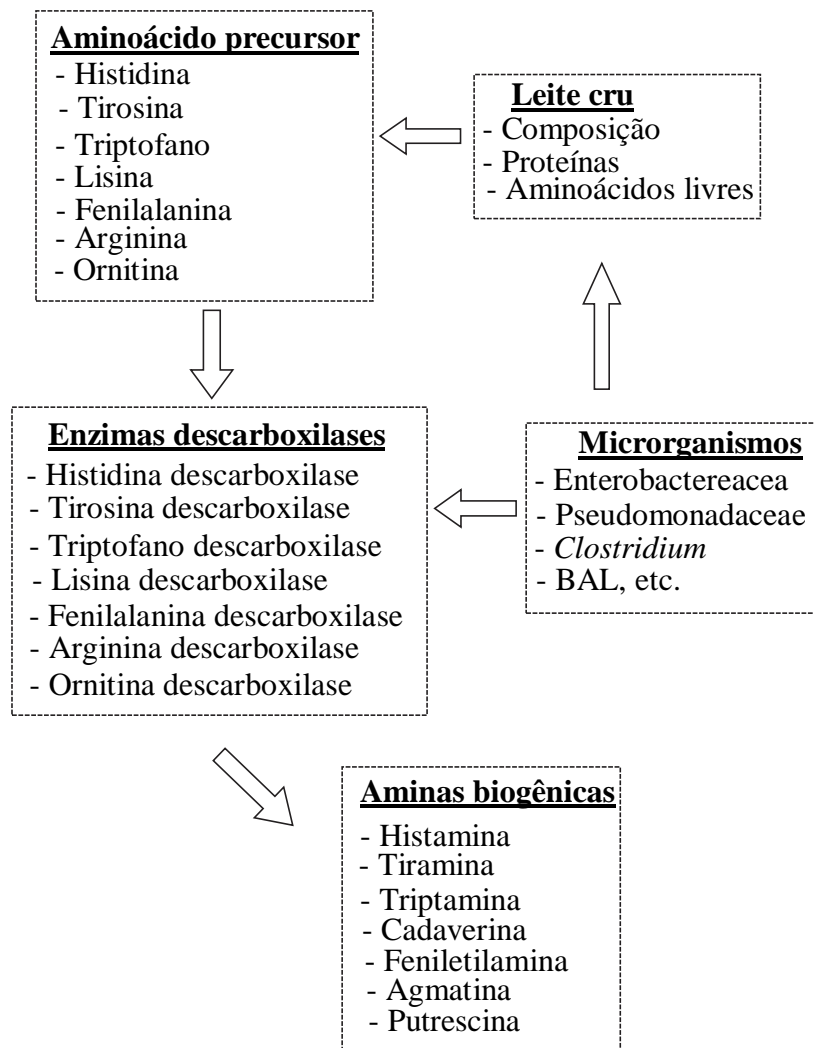 Aminoácido precursor
- Histidina
- Tirosina
- Triptofano
- Lisina
- Fenilalanina
- Arginina
- Ornitina
Leite cru
- Composição
- Proteínas
- Aminoácidos livres
Enzimas descarboxilases
- Histidina descarboxilase
- Tirosina descarboxilase
- Triptofano descarboxilase
- Lisina descarboxilase
- Fenilalanina descarboxilase
- Arginina descarboxilase
- Ornitina descarboxilase
Microrganismos
- Enterobactereacea
- Pseudomonadaceae
- Clostridium
- BAL, etc.
Aminas biogênicas
- Histamina
- Tiramina
- Triptamina
- Cadaverina
- Feniletilamina
- Agmatina
- Putrescina